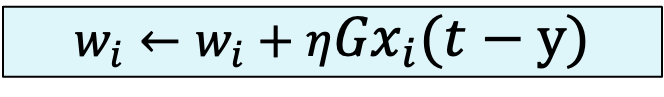 wᵢ ← wᵢ + ηGxᵢ(t − y)